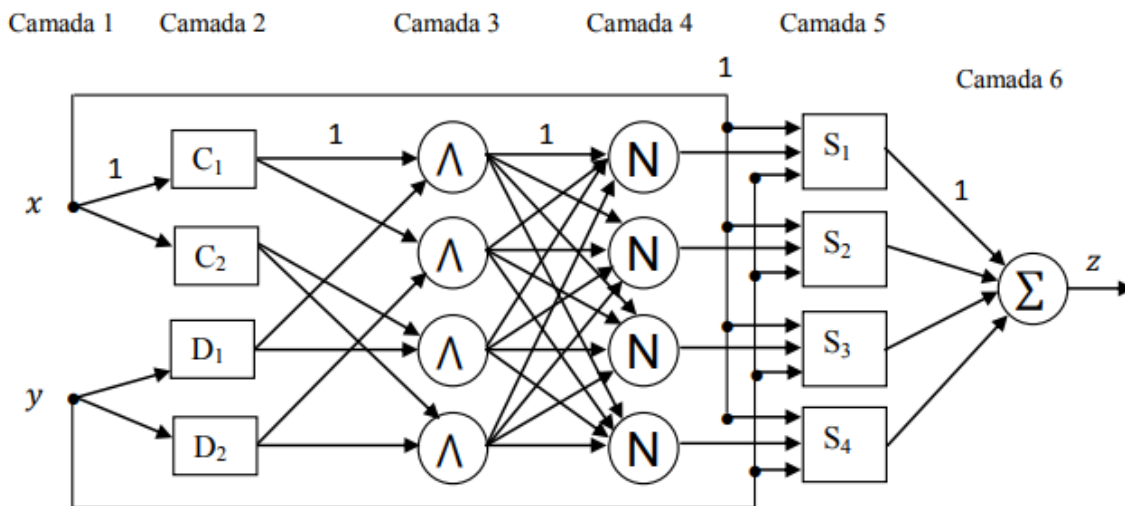 Camada 1 Camada 2 Camada 3 Camada 4 Camada 5
Camada 6
1
1 1 1 1
x
y
C₁
C₂
D₁
D₂
Λ
Λ
Λ
Λ
N
N
N
N
S₁
S₂
S₃
S₄
Σ
z